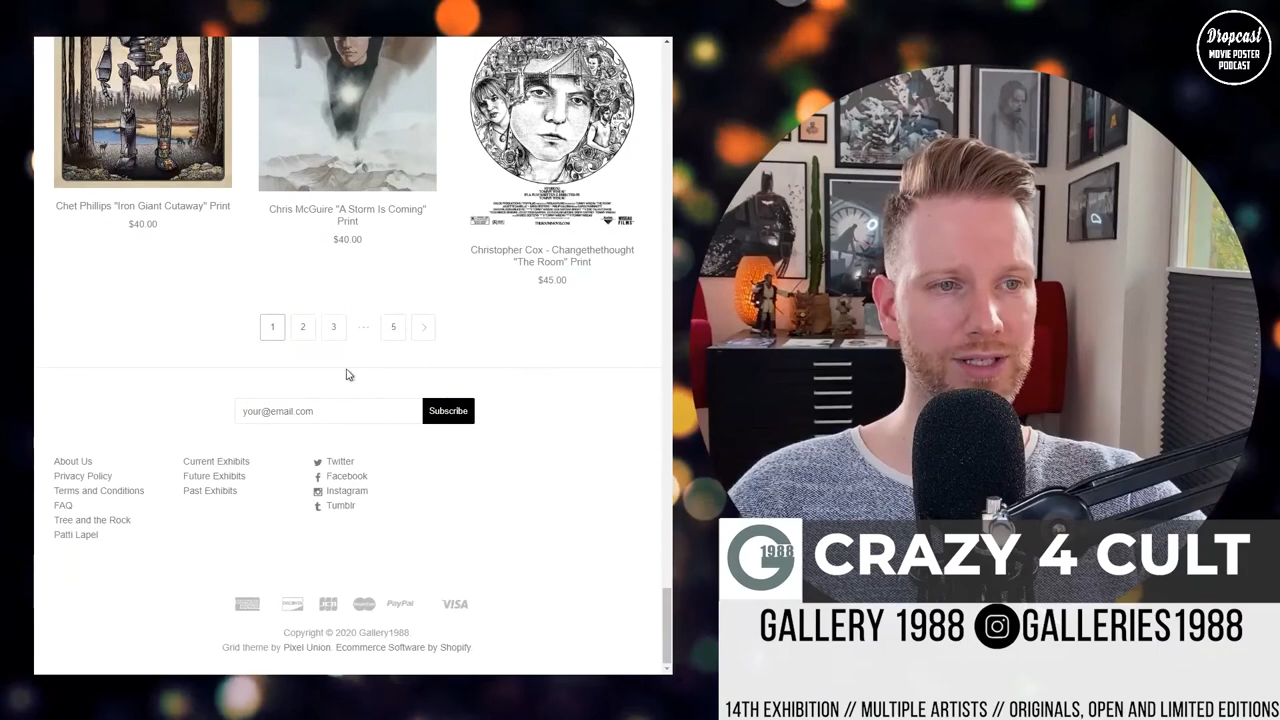 Dropcast
MOVIE POSTER
PODCAST
Chet Phillips "Iron Giant Cutaway" Print
$40.00
Chris McGuire "A Storm Is Coming"
Print
$40.00
Christopher Cox - Changethethought
"The Room" Print
$45.00
1 2 3 ... 5
your@email.com Subscribe
About Us
Privacy Policy
Terms and Conditions
FAQ
Tree and the Rock
Patti Lapel
Current Exhibits
Future Exhibits
Past Exhibits
Twitter
Facebook
Instagram
Tumblr
PayPal VISA
Copyright © 2020 Gallery1988.
Grid theme by Pixel Union. Ecommerce Software by Shopify.
G 1988 CRAZY 4 CULT
GALLERY 1988 GALLERIES1988
14TH EXHIBITION // MULTIPLE ARTISTS // ORIGINALS, OPEN AND LIMITED EDITIONS